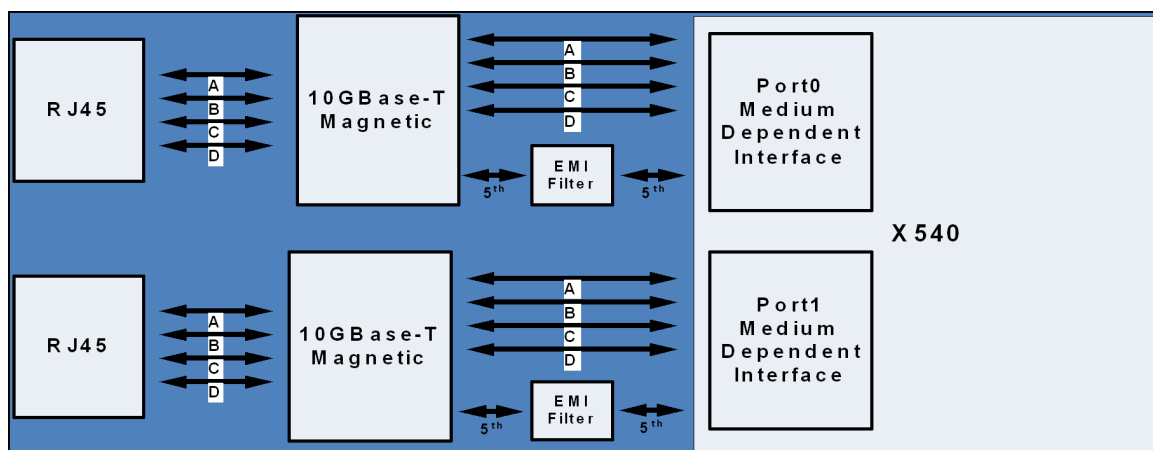 RJ45
A
B
C
D
10GBase-T
Magnetic
A
B
C
D
5th
EMI
Filter
5th
Port0
Medium
Dependent
Interface
X540
RJ45
A
B
C
D
10GBase-T
Magnetic
A
B
C
D
5th
EMI
Filter
5th
Port1
Medium
Dependent
Interface